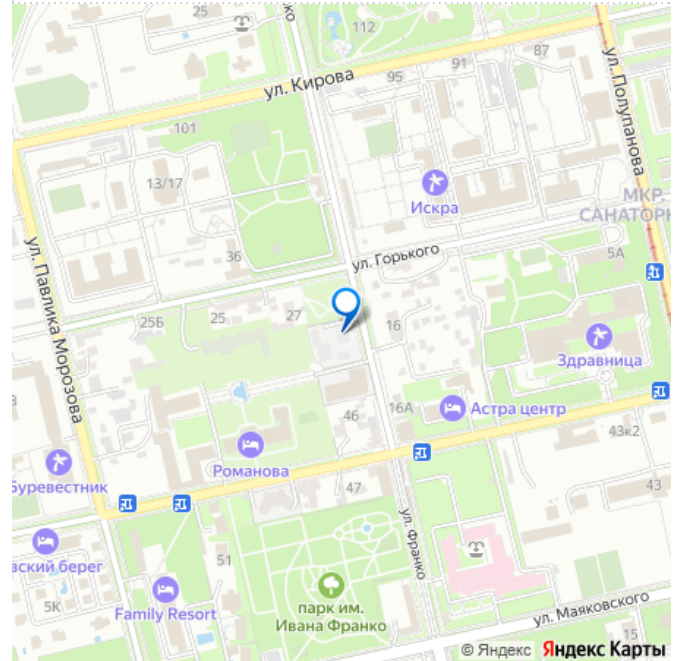 25
ко
112
87
91
95
ул. Кирова
ул. Полупанова
101
13/17
Искра
МКР.
САНАТОРН
36
ул. Горького
5А
ул. Павлика Морозова
25Б
25
27
16
Здравница
46
16А
Астра центр
43к2
Романова
Буревестник
47
43
ул. Франко
51
вский берег
5К
Family Resort
парк им.
Ивана Франко
ул. Маяковского
15
© Яндекс Яндекс Карты